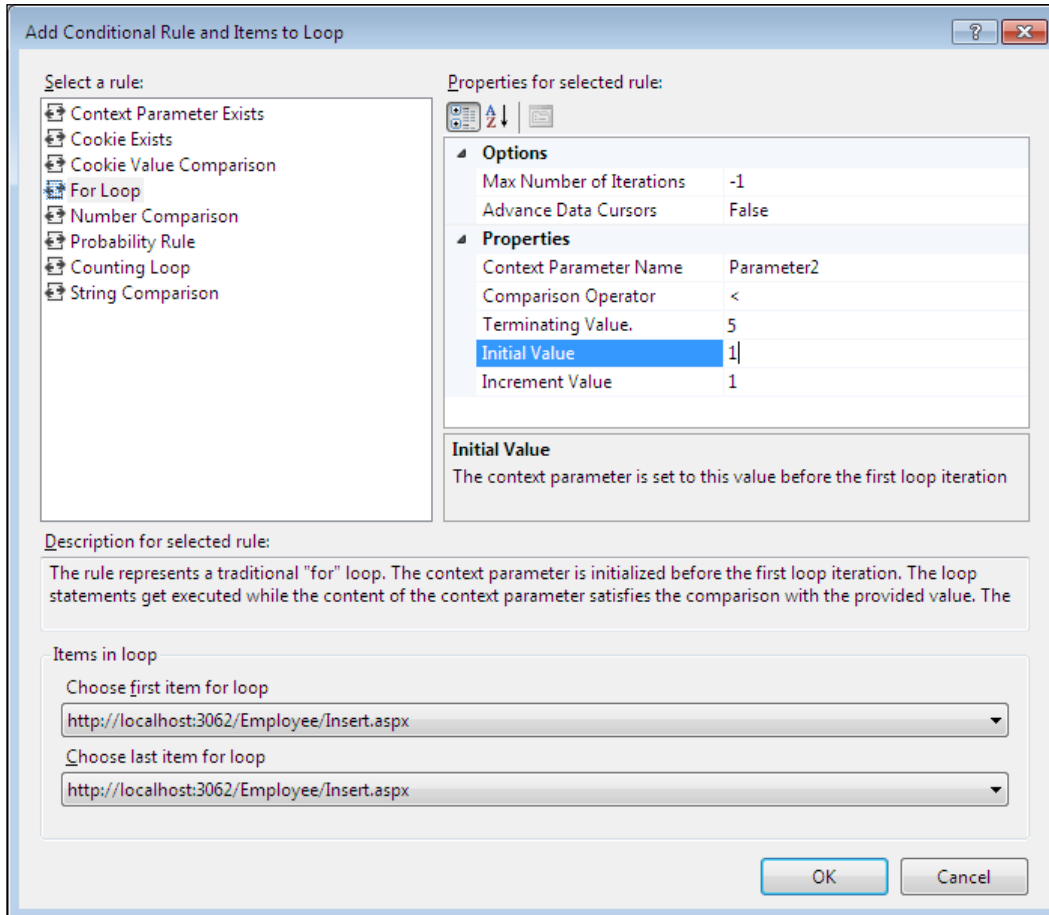 Add Conditional Rule and Items to Loop
Select a rule:
Context Parameter Exists
Cookie Exists
Cookie Value Comparison
For Loop
Number Comparison
Probability Rule
Counting Loop
String Comparison
Properties for selected rule:
Options
Max Number of Iterations -1
Advance Data Cursors False
Properties
Context Parameter Name Parameter2
Comparison Operator <
Terminating Value. 5
Initial Value 1
Increment Value 1
Initial Value
The context parameter is set to this value before the first loop iteration
Description for selected rule:
The rule represents a traditional "for" loop. The context parameter is initialized before the first loop iteration. The loop
statements get executed while the content of the context parameter satisfies the comparison with the provided value. The
Items in loop
Choose first item for loop
http://localhost:3062/Employee/Insert.aspx
Choose last item for loop
http://localhost:3062/Employee/Insert.aspx
OK Cancel